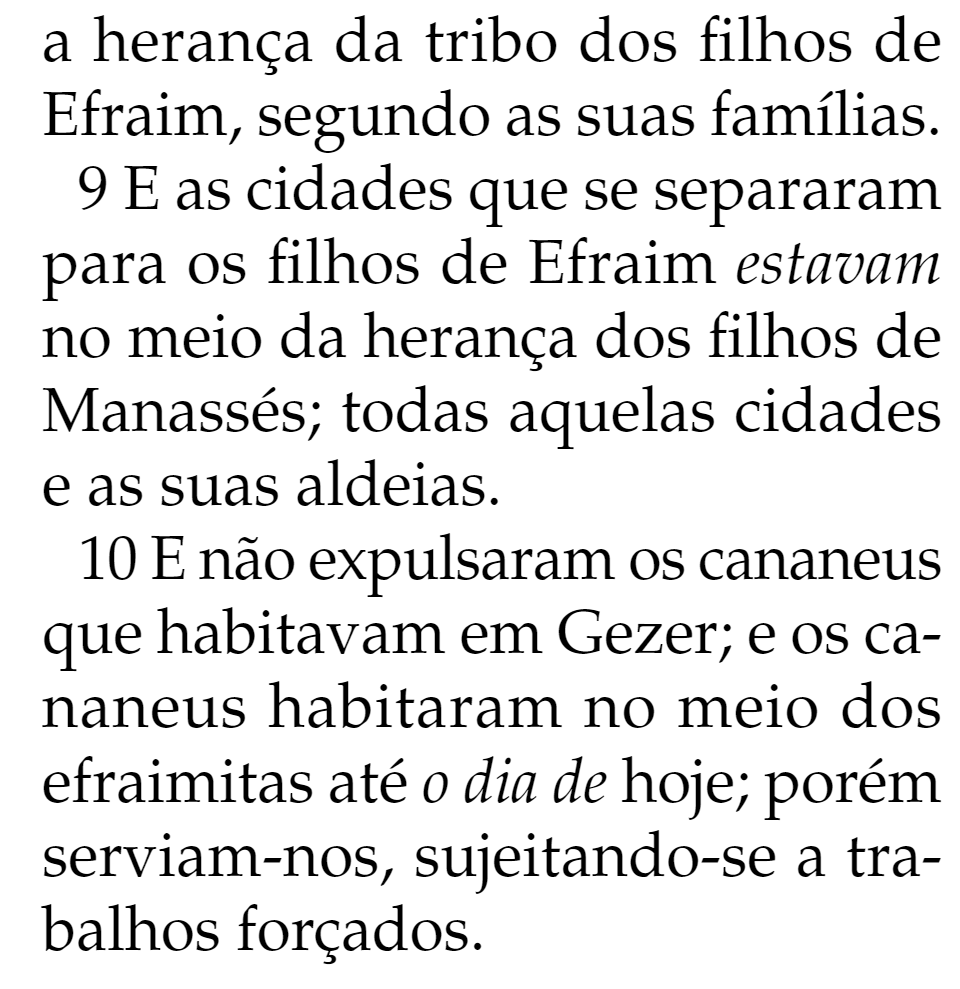 a herança da tribo dos filhos de
Efraim, segundo as suas famílias.
9 E as cidades que se separaram
para os filhos de Efraim estavam
no meio da herança dos filhos de
Manassés; todas aquelas cidades
e as suas aldeias.
10 E não expulsaram os cananeus
que habitavam em Gezer; e os ca-
naneus habitaram no meio dos
efraimitas até o dia de hoje; porém
serviam-nos, sujeitando-se a tra-
balhos forçados.